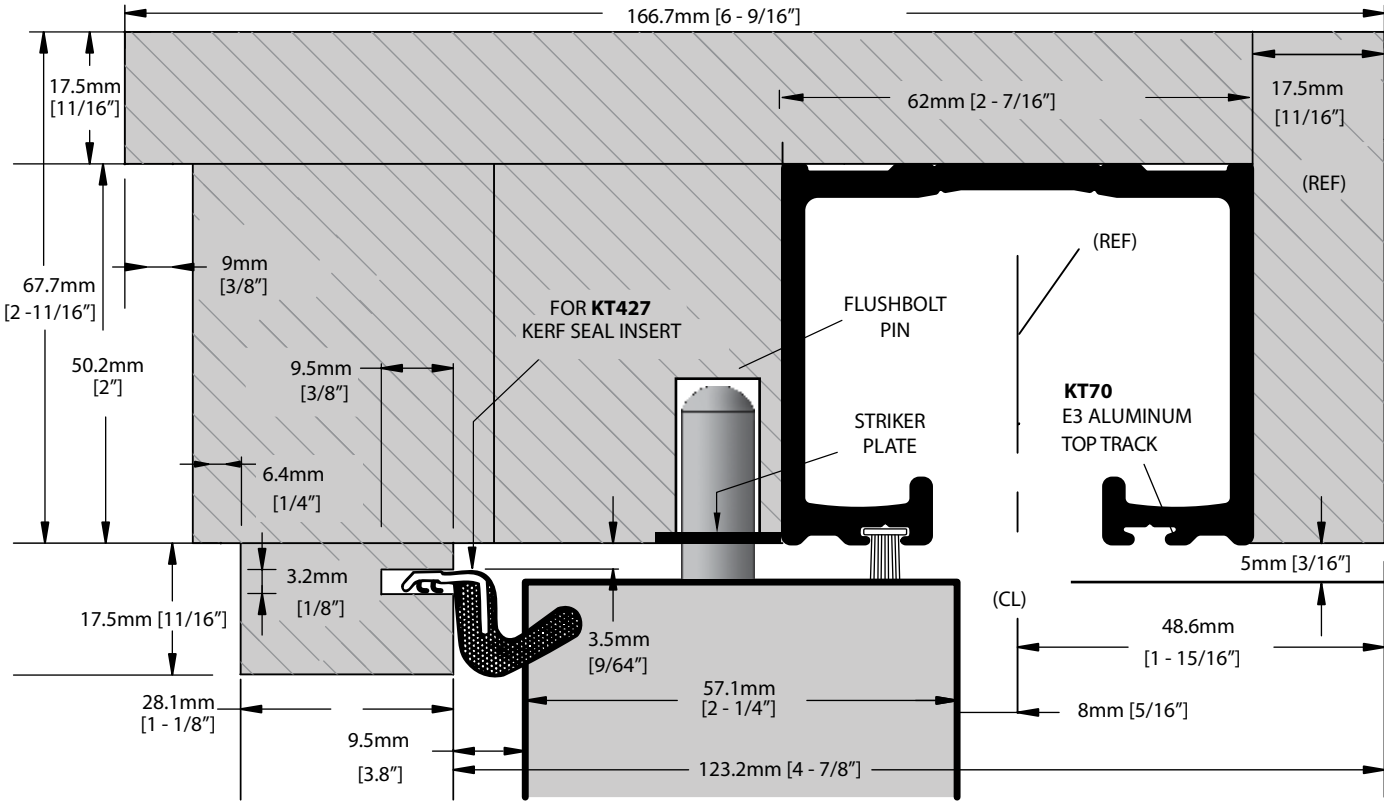 166.7mm [6 - 9/16”]
17.5mm
[11/16”]
62mm [2 - 7/16”]
17.5mm
[11/16”]
(REF)
(REF)
9mm
[3/8”]
67.7mm
[2 -11/16”]
FOR KT427
KERF SEAL INSERT
FLUSHBOLT
PIN
50.2mm
[2”]
9.5mm
[3/8”]
KT70
E3 ALUMINUM
TOP TRACK
STRIKER
PLATE
6.4mm
[1/4”]
5mm [3/16”]
3.2mm
[1/8”]
(CL)
17.5mm [11/16”]
3.5mm
[9/64”]
48.6mm
[1 - 15/16”]
28.1mm
[1 - 1/8”]
57.1mm
[2 - 1/4”]
8mm [5/16”]
9.5mm
[3.8”]
123.2mm [4 - 7/8”]